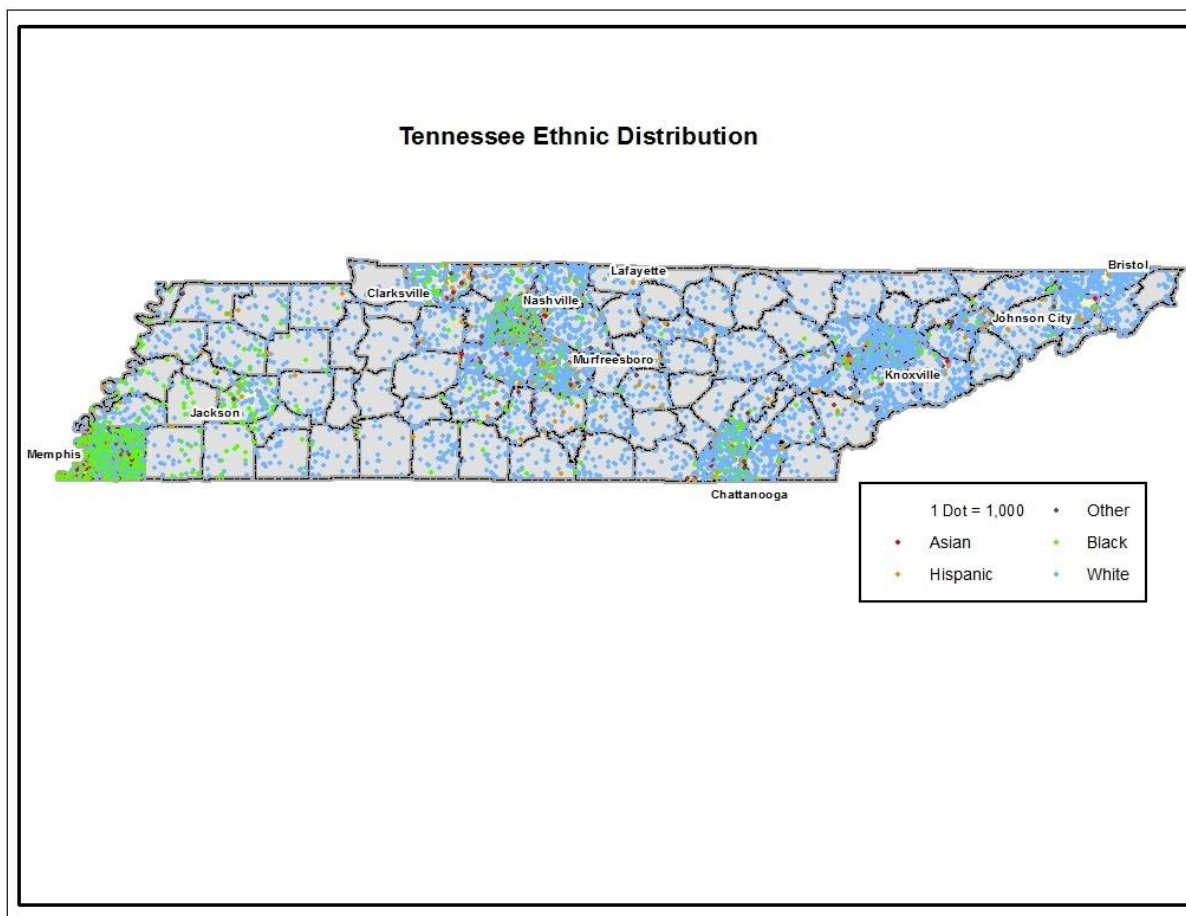 Tennessee Ethnic Distribution
Bristol
Lafayette
Clarksville
Nashville
Johnson City
Murfreesboro
Knoxville
Jackson
Memphis
Chattanooga
1 Dot = 1,000
Other
Asian
Black
Hispanic
White